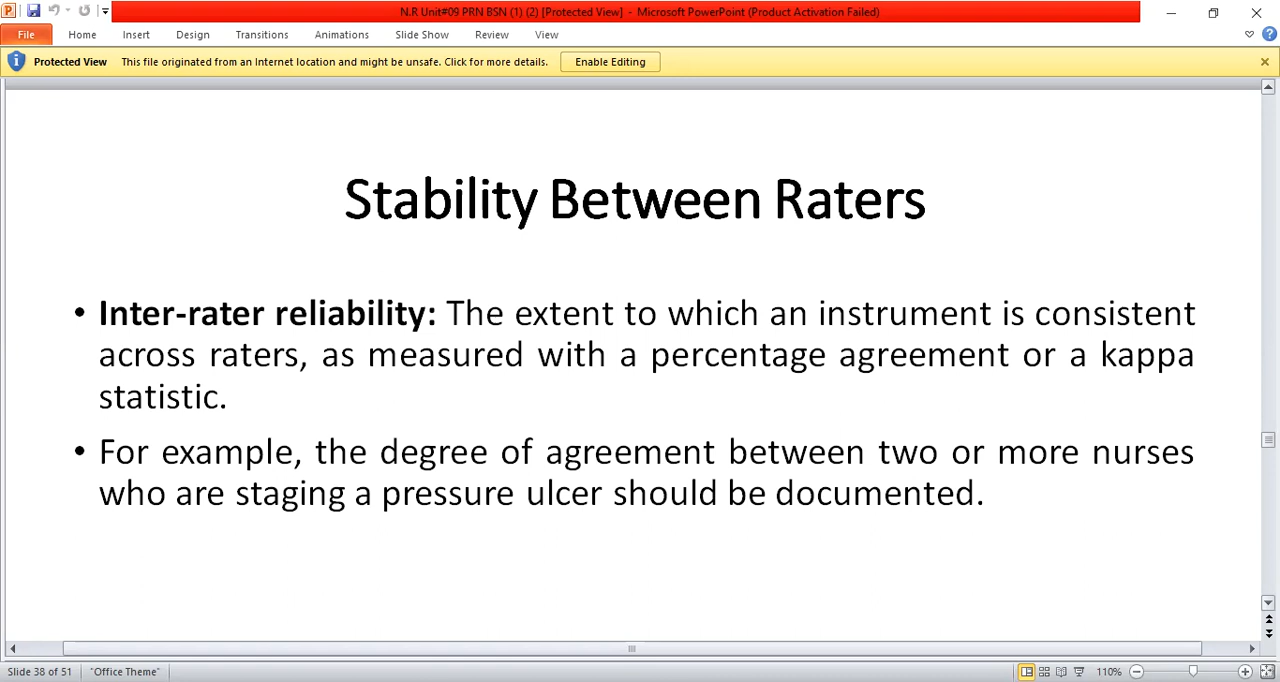 N.R Unit#09 PRN BSN (1) (2) [Protected View] - Microsoft PowerPoint (Product Activation Failed)
File Home Insert Design Transitions Animations Slide Show Review View
Protected View This file originated from an Internet location and might be unsafe. Click for more details. Enable Editing
Stability Between Raters
• Inter-rater reliability: The extent to which an instrument is consistent
across raters, as measured with a percentage agreement or a kappa
statistic.
• For example, the degree of agreement between two or more nurses
who are staging a pressure ulcer should be documented.
Slide 38 of 51 "Office Theme" 110%